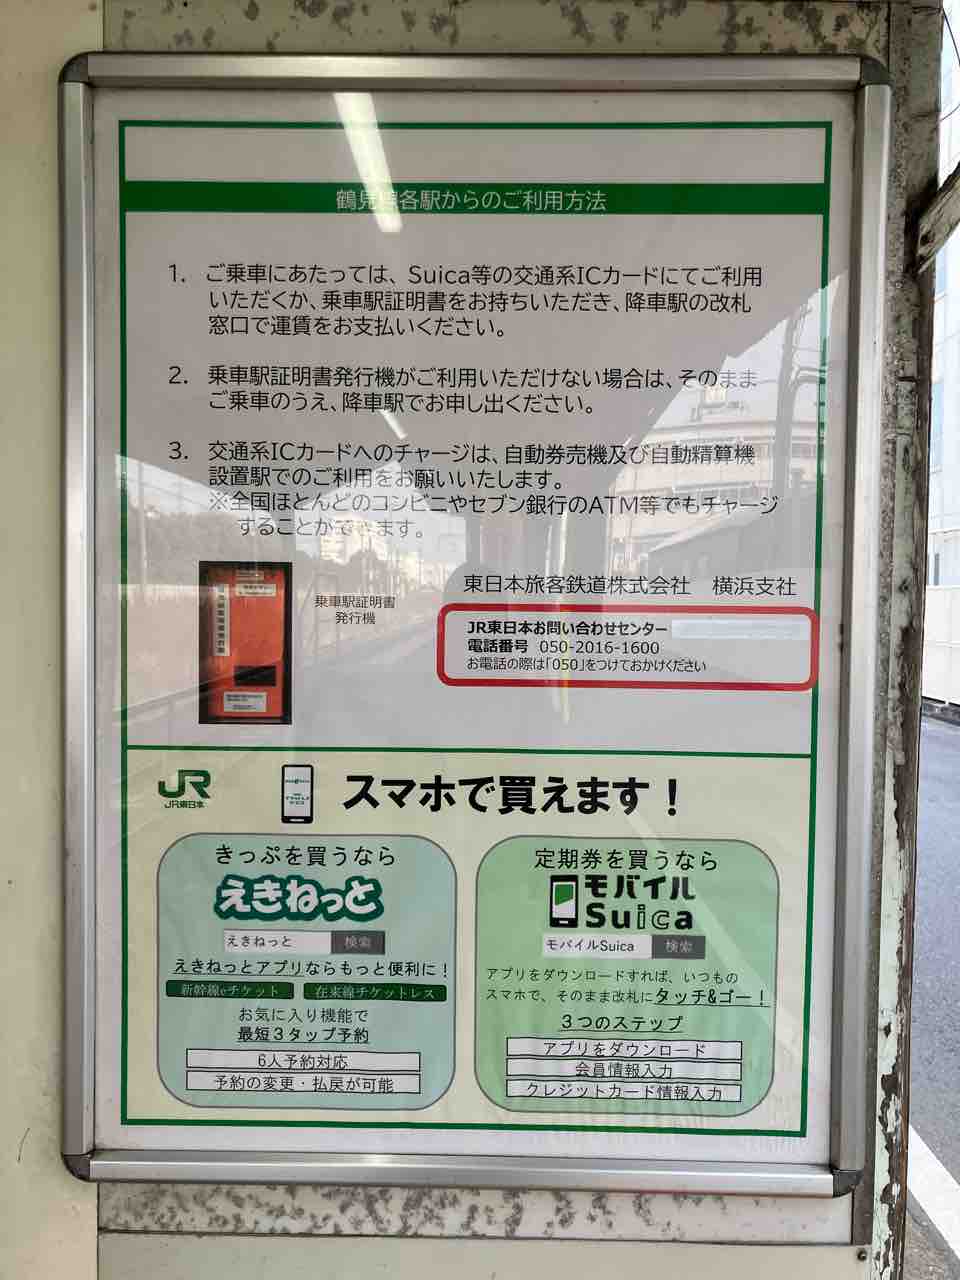 鶴見線各駅からのご利用方法
1. ご乗車にあたっては、Suica等の交通系ICカードにてご利用
いただくか、乗車駅証明書をお持ちいただき、降車駅の改札
窓口で運賃をお支払いください。
2. 乗車駅証明書発行機がご利用いただけない場合は、そのまま
ご乗車のうえ、降車駅でお申し出ください。
3. 交通系ICカードへのチャージは、自動券売機及び自動精算機
設置駅でのご利用をお願いいたします。
※全国ほとんどのコンビニやセブン銀行のATM等でもチャージ
することができます。
乗車駅証明書
発行機
東日本旅客鉄道株式会社 横浜支社
JR東日本お問い合わせセンター
電話番号 050-2016-1600
お電話の際は「050」をつけておかけください
JR
JR東日本
スマホで買えます！
きっぷを買うなら
えきねっと
えきねっと 検索
えきねっとアプリならもっと便利に！
新幹線eチケット 在来線チケットレス
お気に入り機能で
最短3タップ予約
6人予約対応
予約の変更・払戻が可能
定期券を買うなら
モバイル
Suica
モバイルSuica 検索
アプリをダウンロードすれば、いつもの
スマホで、そのまま改札にタッチ&ゴー！
3つのステップ
アプリをダウンロード
会員情報入力
クレジットカード情報入力